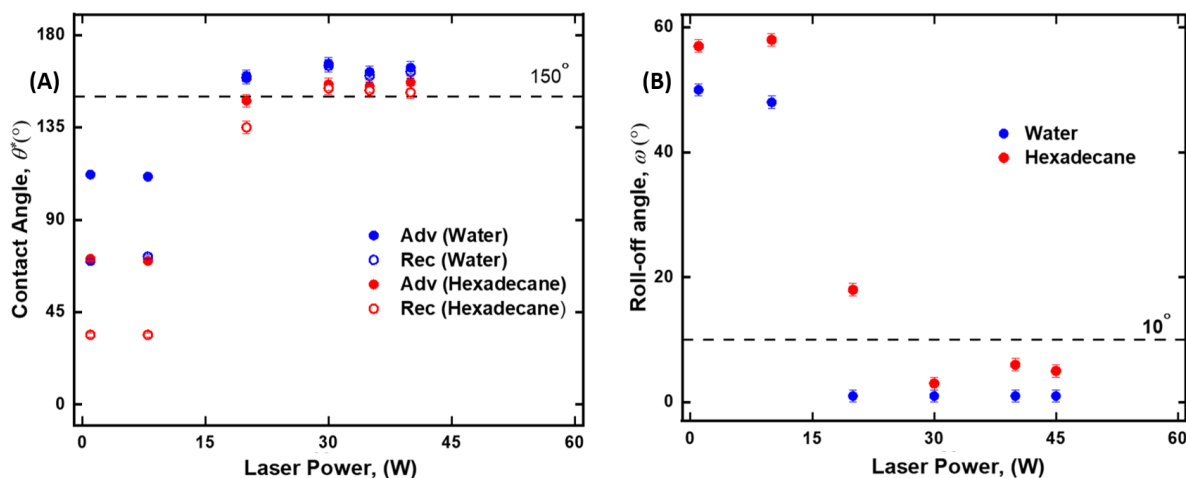 (A)
180
135
90
45
0
Contact Angle, θ*(°)
150°
Adv (Water)
Rec (Water)
Adv (Hexadecane)
Rec (Hexadecane)
0
15
30
45
60
Laser Power, (W)
(B)
60
40
20
0
Roll-off angle, ω (°)
Water
Hexadecane
10°
0
15
30
45
60
Laser Power, (W)